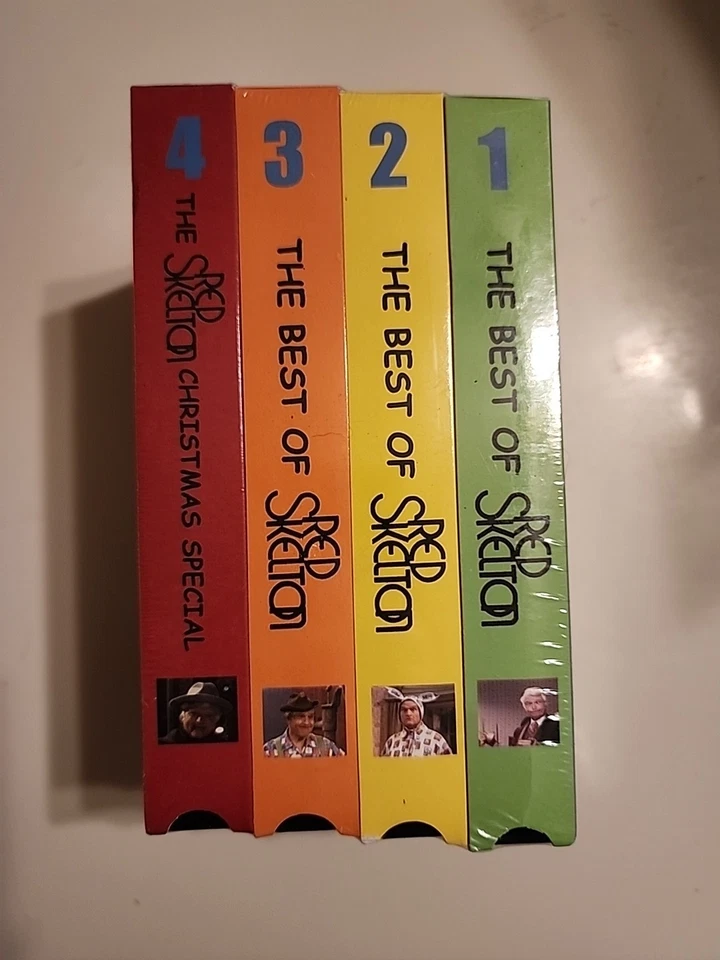 4
THE RED SKELTON CHRISTMAS SPECIAL
3
THE BEST OF RED SKELTON
2
THE BEST OF RED SKELTON
1
THE BEST OF RED SKELTON